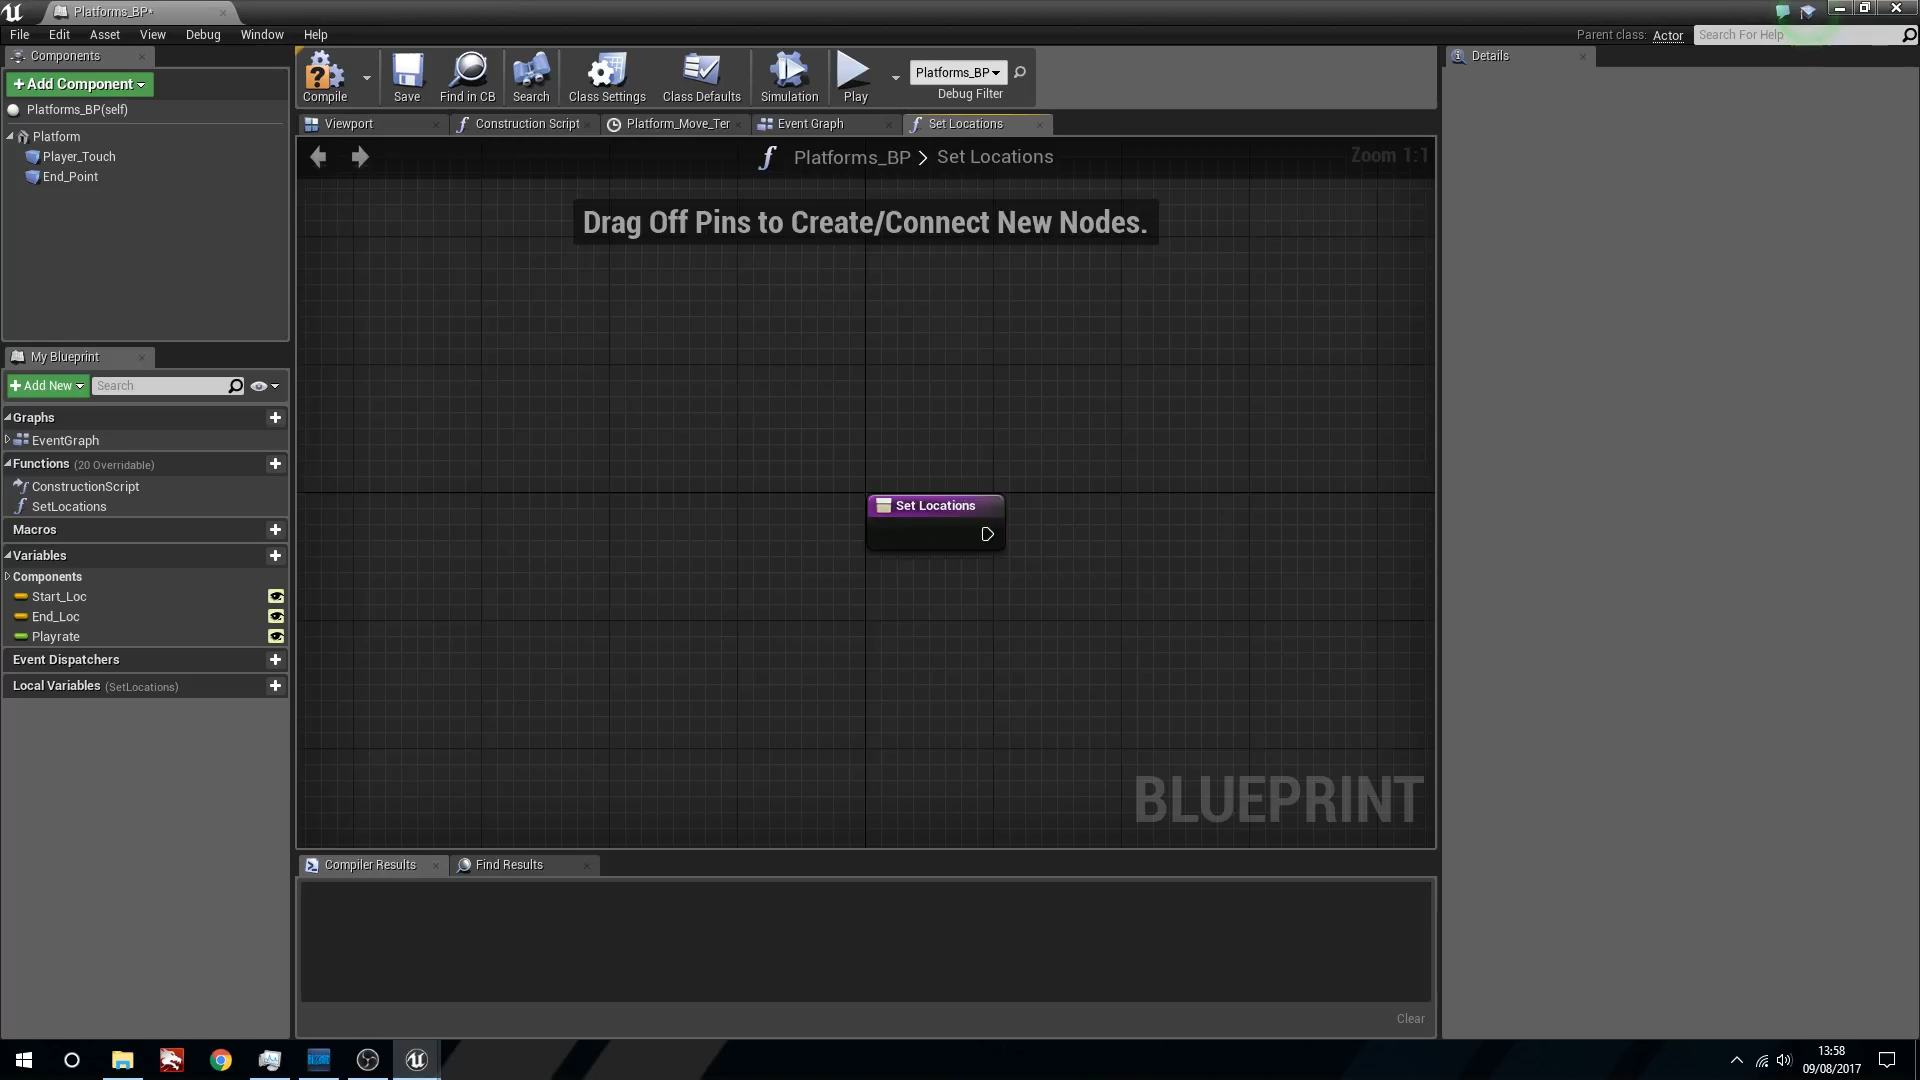 Platforms_BP*
File Edit Asset View Debug Window Help
Parent class: Actor
Search For Help
Components
+ Add Component
Platforms_BP(self)
Platform
Player_Touch
End_Point
Compile
Save
Find in CB
Search
Class Settings
Class Defaults
Simulation
Play
Platforms_BP
Debug Filter
Viewport
Construction Script
Platform_Move_Ter
Event Graph
Set Locations
Platforms_BP > Set Locations
Zoom 1:1
Drag Off Pins to Create/Connect New Nodes.
Set Locations
BLUEPRINT
My Blueprint
+ Add New
Search
Graphs
EventGraph
Functions (20 Overridable)
ConstructionScript
SetLocations
Macros
Variables
Components
Start_Loc
End_Loc
Playrate
Event Dispatchers
Local Variables (SetLocations)
Compiler Results
Find Results
Clear
Details
13:58
09/08/2017